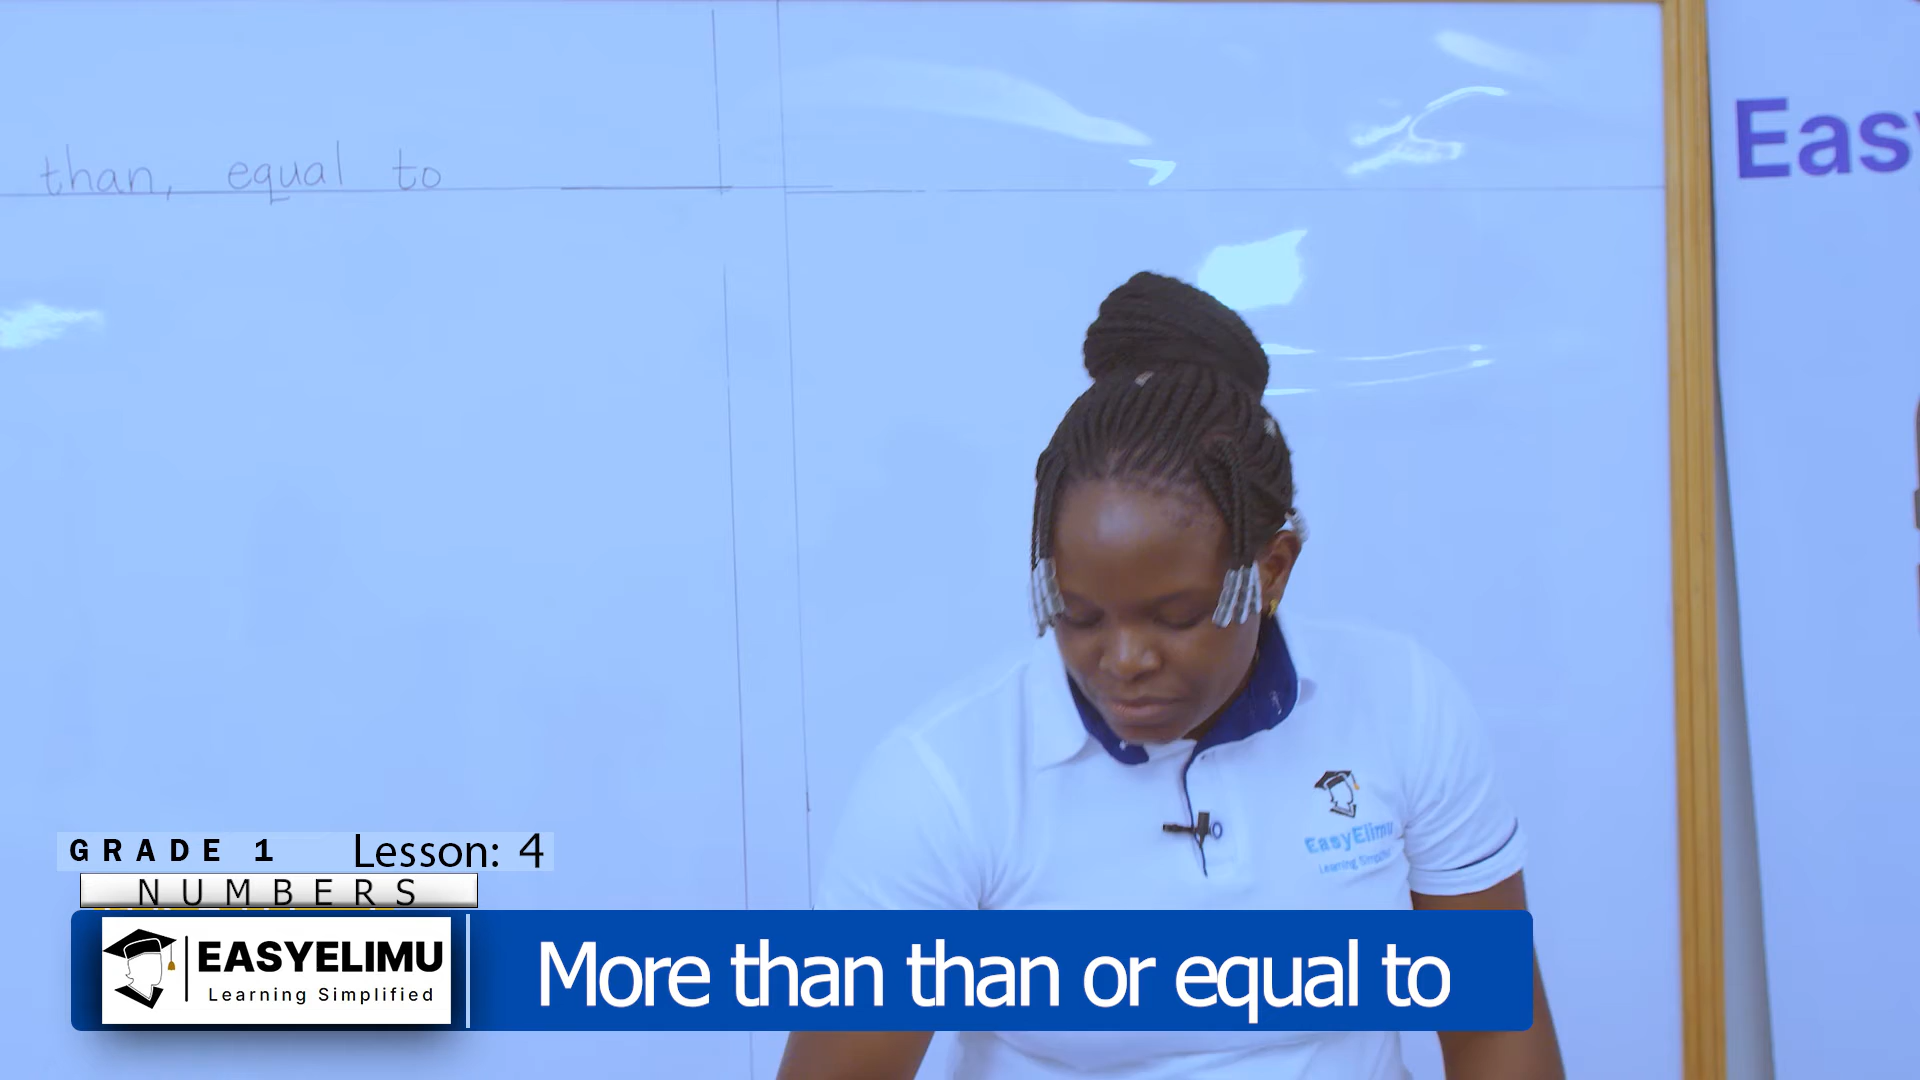 than, equal to
Eas
EasyElimu
GRADE 1 Lesson: 4
NUMBERS
EASYELIMU
Learning Simplified
More than than or equal to